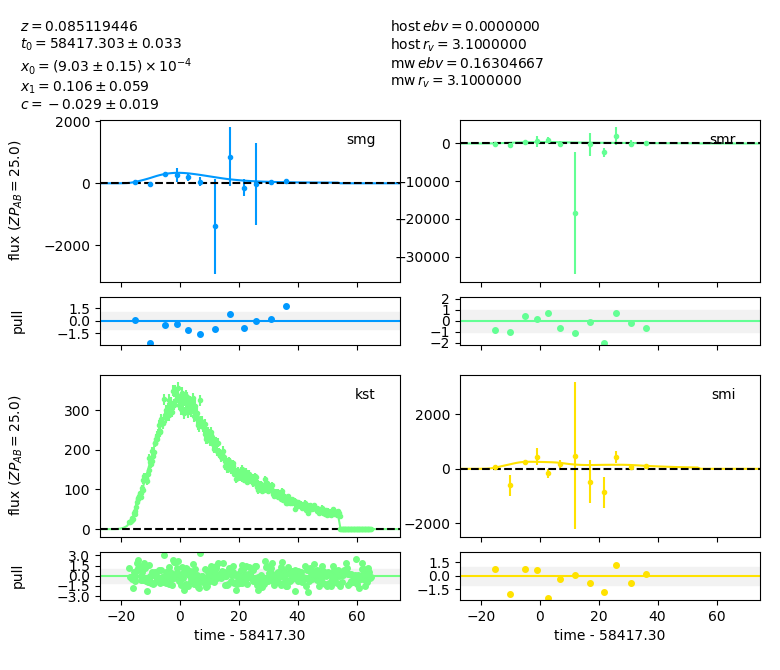 z = 0.085119446
t₀ = 58417.303 ± 0.033
x₀ = (9.03 ± 0.15) × 10⁻⁴
x₁ = 0.106 ± 0.059
c = −0.029 ± 0.019
host ebv = 0.0000000
host r_v = 3.1000000
mw ebv = 0.16304667
mw r_v = 3.1000000
smg
2000
0
−2000
flux (ZP_AB = 25.0)
smr
0
−10000
−20000
−30000
pull
1.5
0.0
−1.5
2
1
0
−1
−2
kst
300
200
100
0
flux (ZP_AB = 25.0)
smi
2000
0
−2000
pull
3.0
1.5
0.0
−1.5
−3.0
1.5
0.0
−1.5
−20 0 20 40 60
time - 58417.30
−20 0 20 40 60
time - 58417.30